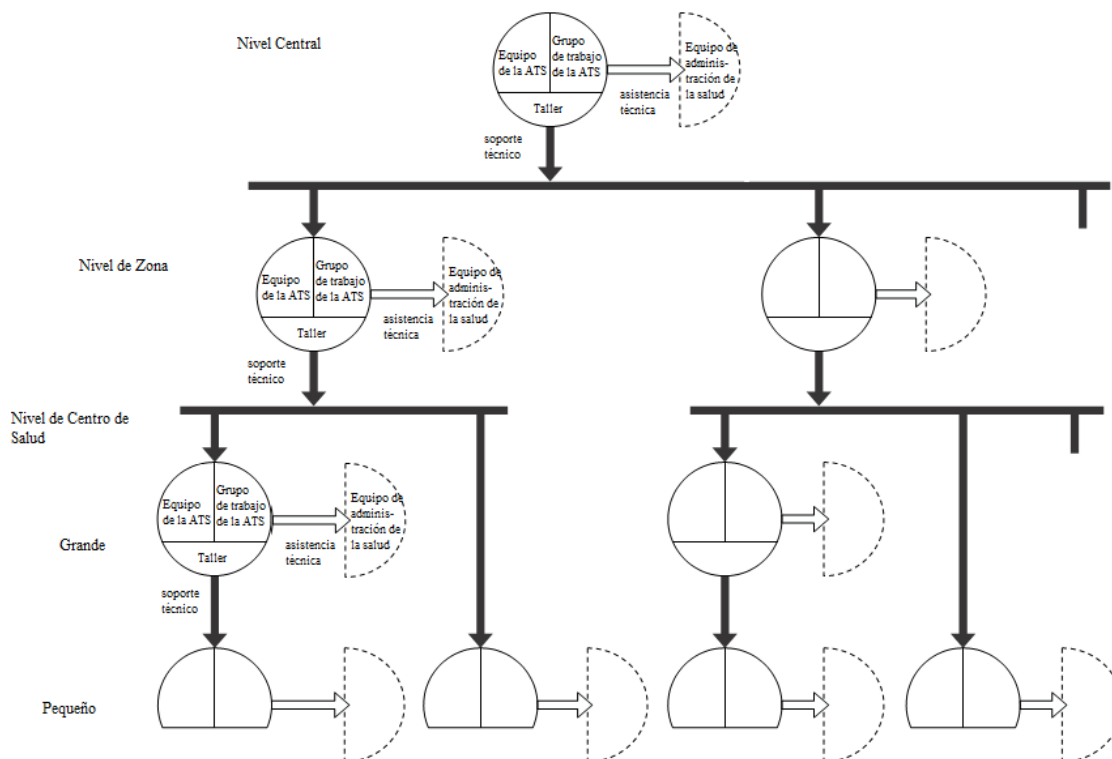 Nivel Central
Equipo
de la ATS
Grupo
de trabajo
de la ATS
Taller
asistencia
técnica
Equipo de
adminis-
tración de
la salud
soporte
técnico
Nivel de Zona
Equipo
de la ATS
Grupo
de trabajo
de la ATS
Taller
asistencia
técnica
Equipo de
adminis-
tración de
la salud
soporte
técnico
Nivel de Centro de
Salud
Grande
Equipo
de la ATS
Grupo
de trabajo
de la ATS
Taller
asistencia
técnica
Equipo de
adminis-
tración de
la salud
soporte
técnico
Pequeño